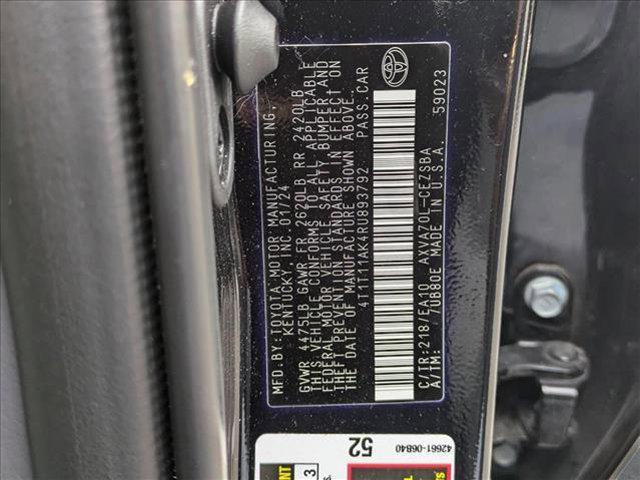 MFD. BY: TOYOTA MOTOR MANUFACTURING,
KENTUCKY, INC. 01/24
GVWR 4475LB GAWR FR 2620LB RR 2420LB
THIS VEHICLE CONFORMS TO ALL APPLICABLE
FEDERAL MOTOR VEHICLE SAFETY, BUMPER, AND
THEFT PREVENTION STANDARDS IN EFFECT ON
THE DATE OF MANUFACTURE SHOWN ABOVE.
4T1T11AK4RU893792 PASS. CAR
C/TR: 218/EA10 AXVA70L-CEZSBA
A/TM: /UB80E MADE IN U.S.A. 59023
52
42661-06840